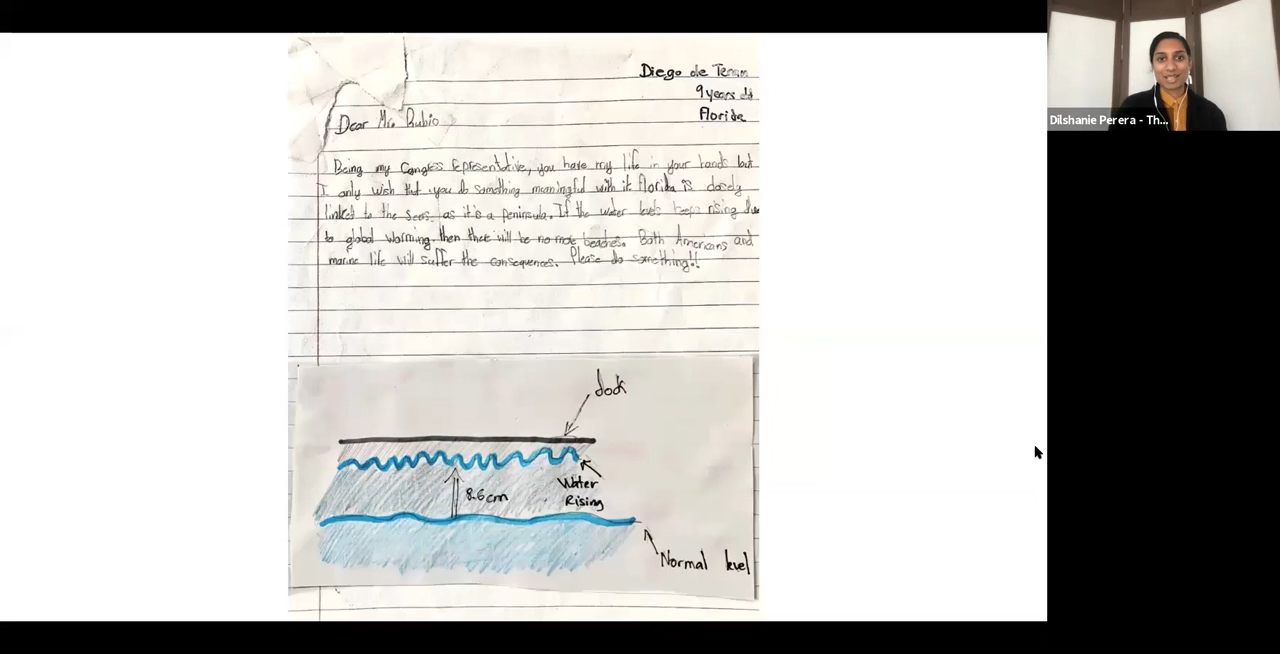 Diego de Teram
9 years old
Floride
Dear Mr. Rubio
Being my Congress representative, you have my life in your hands but
I only wish that you do something meaningful with it. Florida is closely
linked to the seas as it's a peninsula. If the water levels keeps rising due
to global warming then there will be no more beaches. Both Americans and
marine life will suffer the consequences. Please do something!!
dock
Water
Rising
8.6cm
Normal level
Dilshanie Perera - Th...